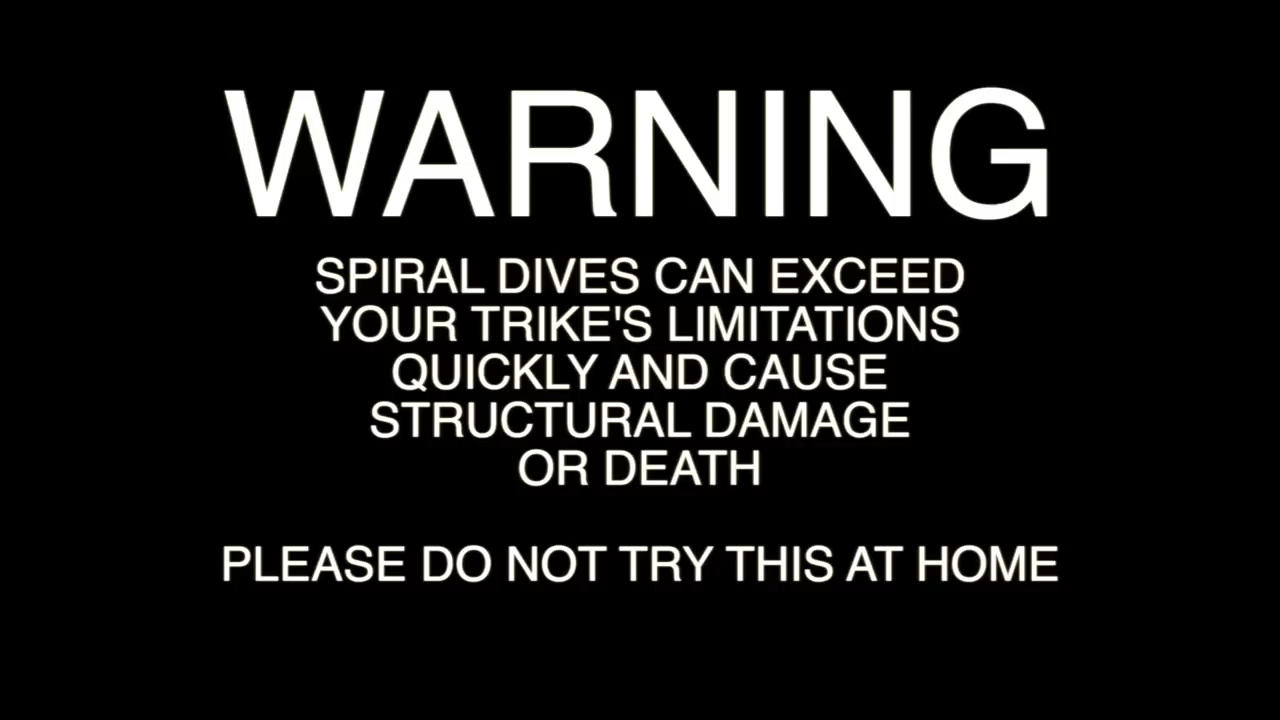 WARNING
SPIRAL DIVES CAN EXCEED
YOUR TRIKE'S LIMITATIONS
QUICKLY AND CAUSE
STRUCTURAL DAMAGE
OR DEATH
PLEASE DO NOT TRY THIS AT HOME